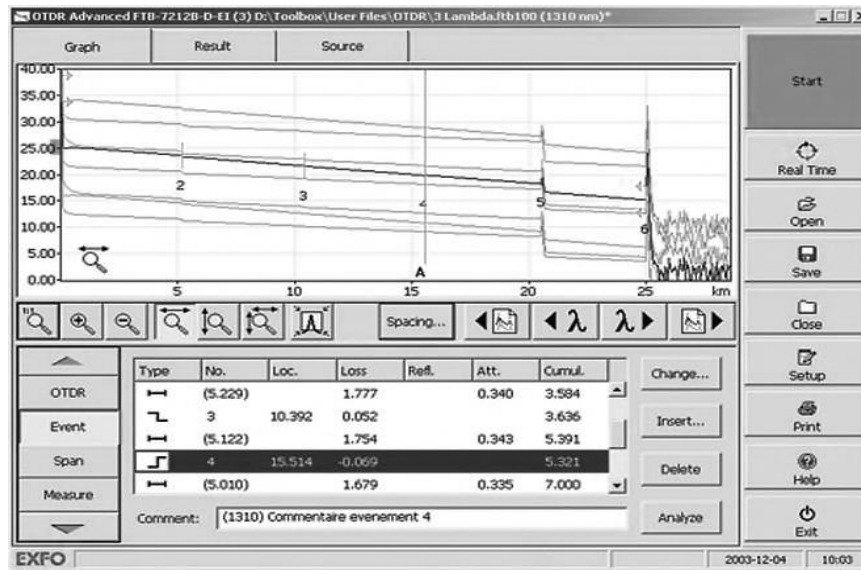 OTDR Advanced FTB-7212B-D-EI (3) D:\Toolbox\User Files\OTDR\3 Lambda.ftb100 (1310 nm)*
Graph Result Source
40.00
35.00
30.00
25.00
20.00
15.00
10.00
5.00
0.00
2 3 4 5 6
A
5 10 15 20 25 km
1:1 Spacing... λ λ
Type No. Loc. Loss Refl. Att. Cumul.
(5.229) 1.777 0.340 3.584
3 10.392 0.052 3.636
(5.122) 1.754 0.343 5.391
4 15.514 -0.069 5.321
(5.010) 1.679 0.335 7.000
Comment: (1310) Commentaire evenement 4
OTDR
Event
Span
Measure
Change...
Insert...
Delete
Analyze
Start
Real Time
Open
Save
Close
Setup
Print
Help
Exit
EXFO 2003-12-04 10:03